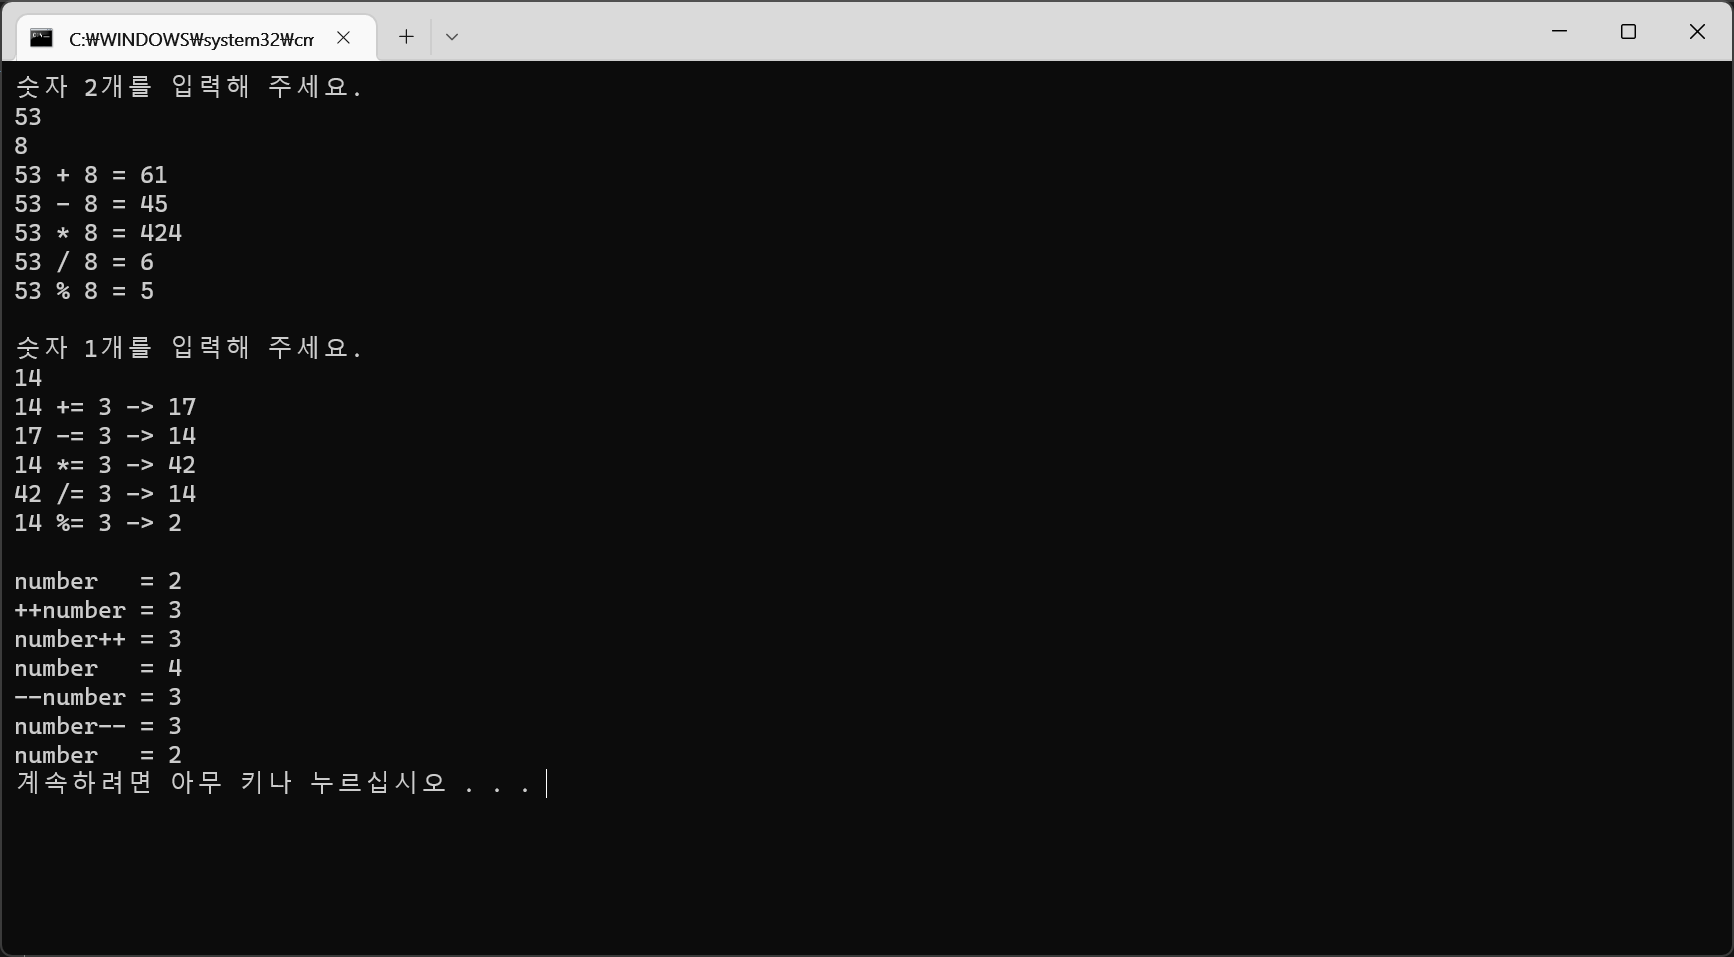 C:₩WINDOWS₩system32₩cm
숫자 2개를 입력해 주세요.
53
8
53 + 8 = 61
53 - 8 = 45
53 * 8 = 424
53 / 8 = 6
53 % 8 = 5
숫자 1개를 입력해 주세요.
14
14 += 3 -> 17
17 -= 3 -> 14
14 *= 3 -> 42
42 /= 3 -> 14
14 %= 3 -> 2
number   = 2
++number = 3
number++ = 3
number   = 4
--number = 3
number-- = 3
number   = 2
계속하려면 아무 키나 누르십시오 . . .